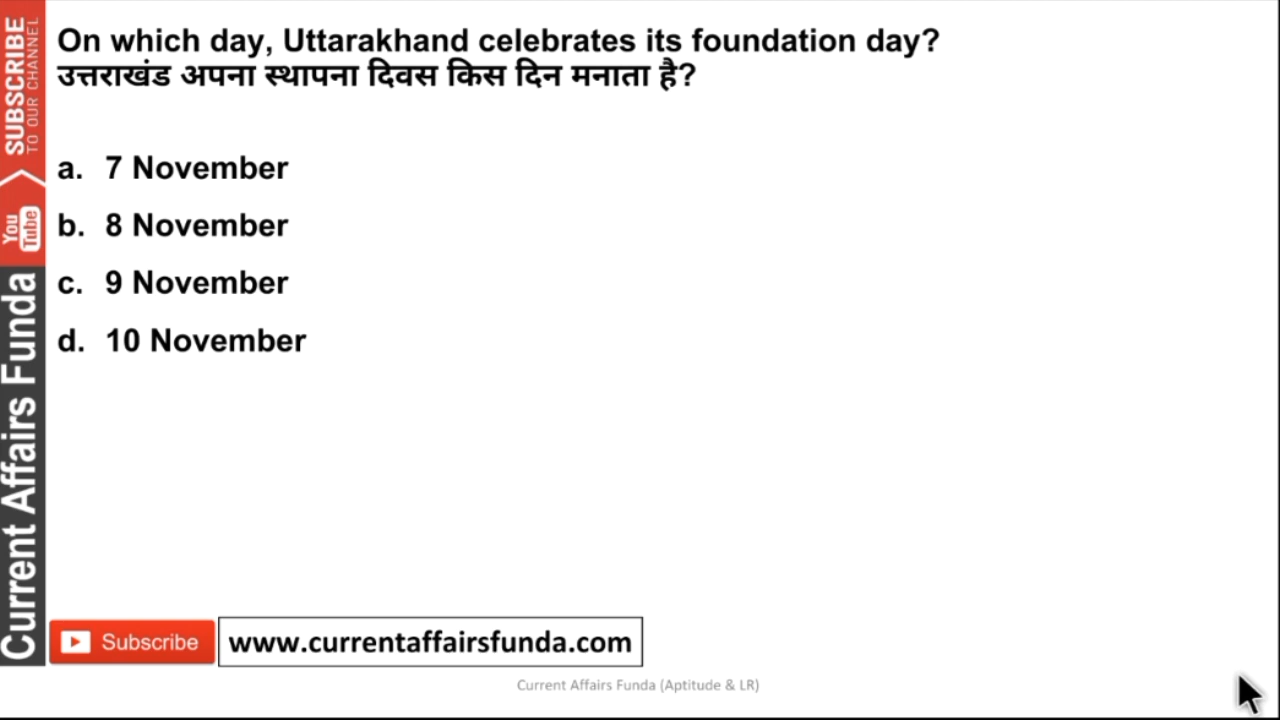 On which day, Uttarakhand celebrates its foundation day?
उत्तराखंड अपना स्थापना दिवस किस दिन मनाता है?
a. 7 November
b. 8 November
c. 9 November
d. 10 November
SUBSCRIBE
TO OUR CHANNEL
You
Tube
Current Affairs Funda
Subscribe
www.currentaffairsfunda.com
Current Affairs Funda (Aptitude & LR)